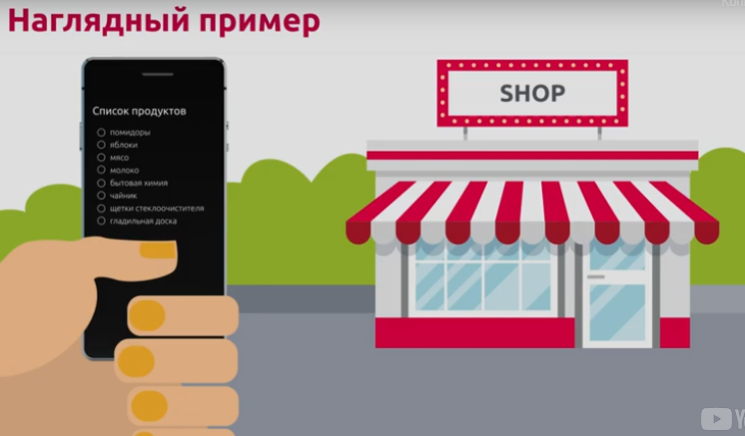 Наглядный пример
SHOP
Список продуктов
помидоры
яблоки
мясо
молоко
бытовая химия
чайник
щетки стеклоочистителя
гладильная доска